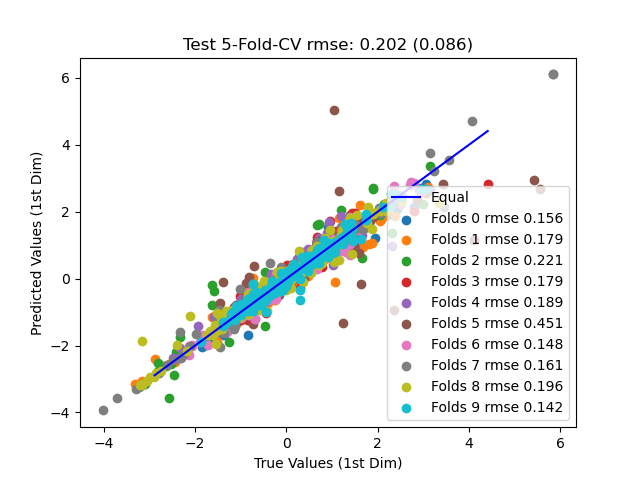 Test 5-Fold-CV rmse: 0.202 (0.086)
Predicted Values (1st Dim)
6
4
2
0
−2
−4
Equal
Folds 0 rmse 0.156
Folds 1 rmse 0.179
Folds 2 rmse 0.221
Folds 3 rmse 0.179
Folds 4 rmse 0.189
Folds 5 rmse 0.451
Folds 6 rmse 0.148
Folds 7 rmse 0.161
Folds 8 rmse 0.196
Folds 9 rmse 0.142
−4 −2 0 2 4 6
True Values (1st Dim)